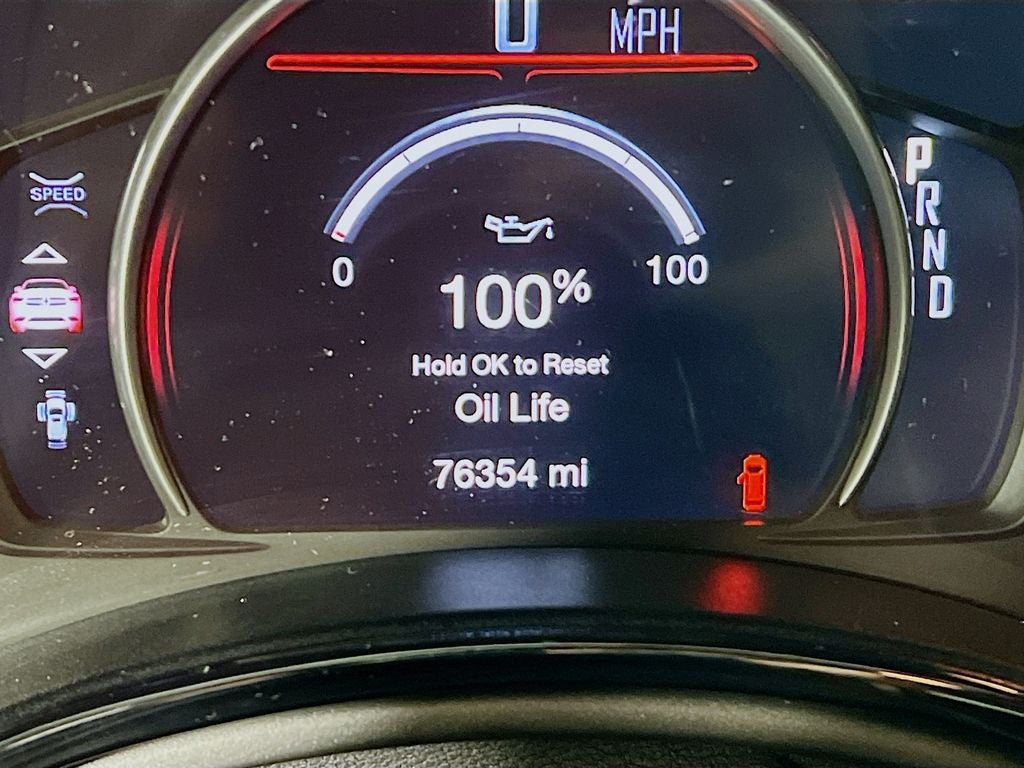 0 MPH
SPEED
P
R
N
D
0
100
100%
Hold OK to Reset
Oil Life
76354 mi